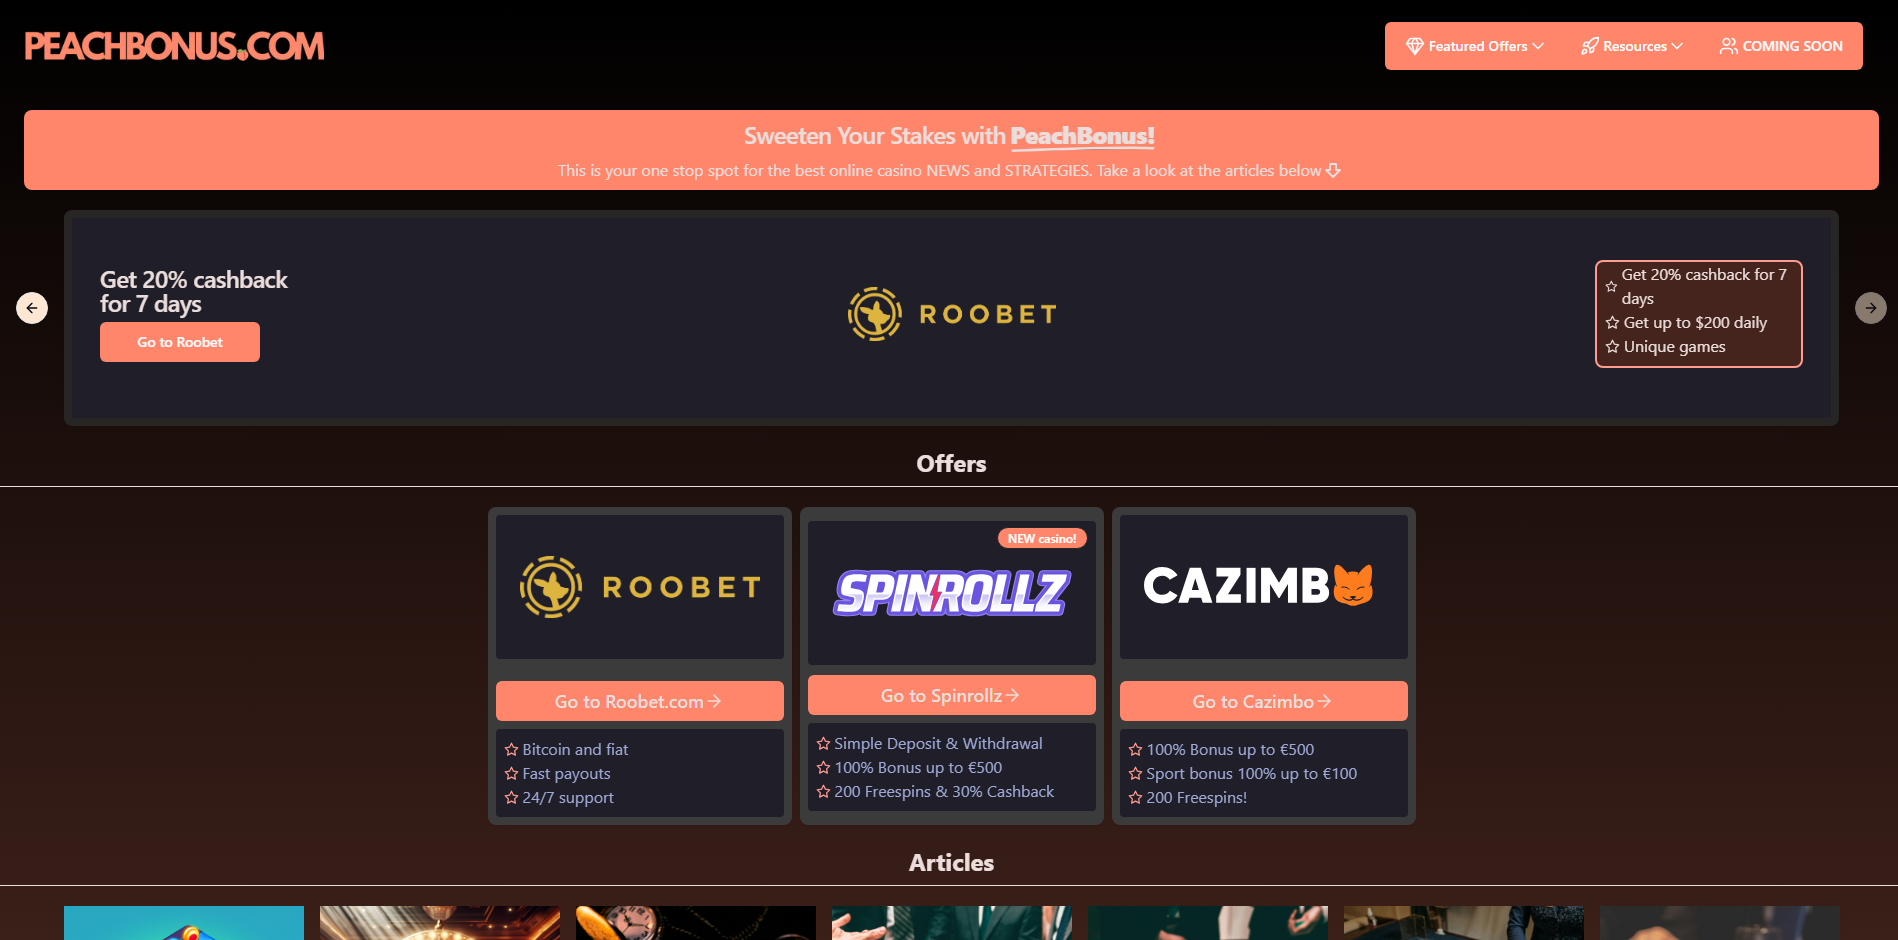 PEACHBONUS.COM
Featured Offers
Resources
COMING SOON
Sweeten Your Stakes with PeachBonus!
This is your one stop spot for the best online casino NEWS and STRATEGIES. Take a look at the articles below
Get 20% cashback
for 7 days
Go to Roobet
ROOBET
Get 20% cashback for 7
days
Get up to $200 daily
Unique games
Offers
ROOBET
Go to Roobet.com
Bitcoin and fiat
Fast payouts
24/7 support
NEW casino!
SPINROLLZ
Go to Spinrollz
Simple Deposit & Withdrawal
100% Bonus up to €500
200 Freespins & 30% Cashback
CAZIMBO
Go to Cazimbo
100% Bonus up to €500
Sport bonus 100% up to €100
200 Freespins!
Articles